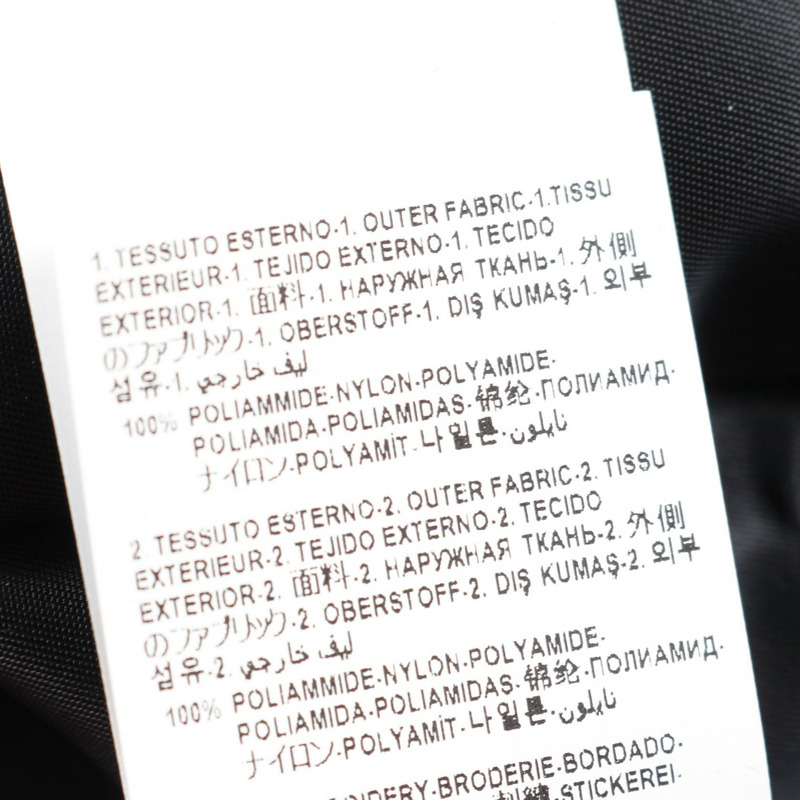 1. TESSUTO ESTERNO-1. OUTER FABRIC-1.TISSU
EXTERIEUR-1. TEJIDO EXTERNO-1. TECIDO
EXTERIOR-1. 面料-1. НАРУЖНАЯ ТКАНЬ-1. 外側
のファブリック-1. OBERSTOFF-1. DIŞ KUMAŞ-1. 외부
섬유-1. ليف خارجي
100% POLIAMMIDE-NYLON-POLYAMIDE-
POLIAMIDA-POLIAMIDAS-锦纶-ПОЛИАМИД-
ナイロン-POLYAMİT-나일론-نايلون
2. TESSUTO ESTERNO-2. OUTER FABRIC-2. TISSU
EXTERIEUR-2. TEJIDO EXTERNO-2. TECIDO
EXTERIOR-2. 面料-2. НАРУЖНАЯ ТКАНЬ-2. 外側
のファブリック-2. OBERSTOFF-2. DIŞ KUMAŞ-2. 외부
섬유-2. ليف خارجي
100% POLIAMMIDE-NYLON-POLYAMIDE-
POLIAMIDA-POLIAMIDAS-锦纶-ПОЛИАМИД-
ナイロン-POLYAMİT-나일론-نايلون
BRODERIE-BORDADO-
STICKEREI-